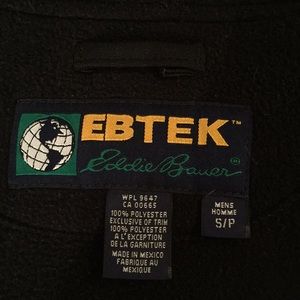 EBTEK™
Eddie Bauer®
WPL 9647
CA 00665
100% POLYESTER
EXCLUSIVE OF TRIM
100% POLYESTER
A L'EXCEPTION
DE LA GARNITURE
MADE IN MEXICO
FABRIQUE AU
MEXIQUE
MENS
HOMME
S/P